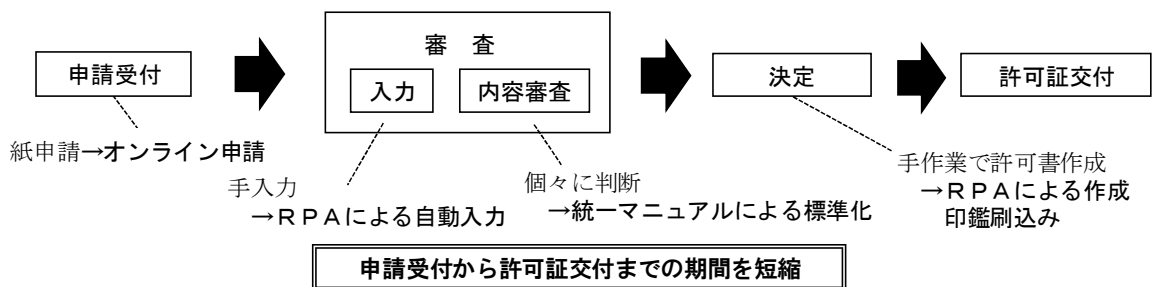 審　査
申請受付
入力
内容審査
決定
許可証交付
紙申請→オンライン申請
手入力
→ＲＰＡによる自動入力
個々に判断
→統一マニュアルによる標準化
手作業で許可書作成
→ＲＰＡによる作成
印鑑刷込み
申請受付から許可証交付までの期間を短縮